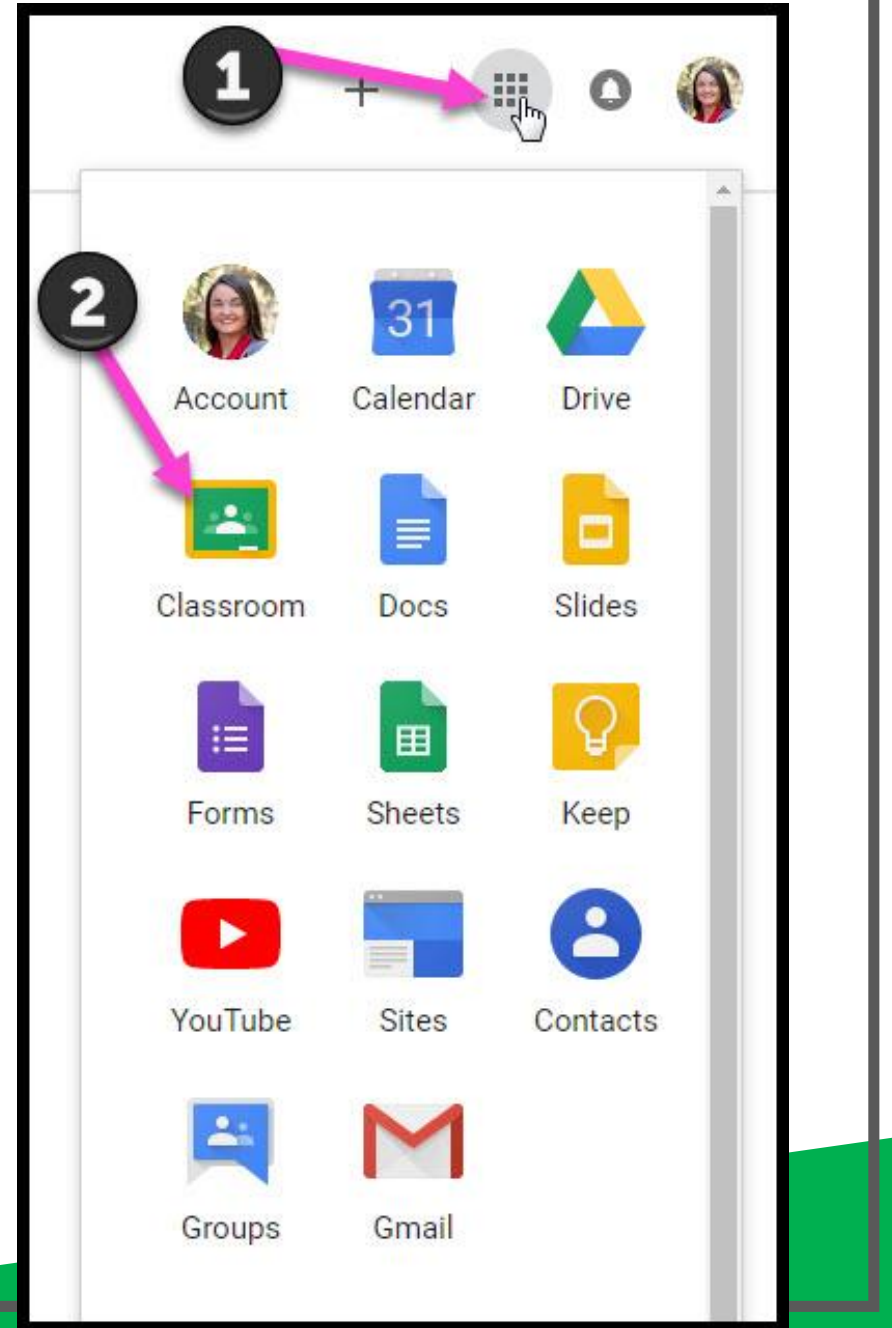 1
2
31
Account Calendar Drive
Classroom Docs Slides
Forms Sheets Keep
YouTube Sites Contacts
Groups Gmail